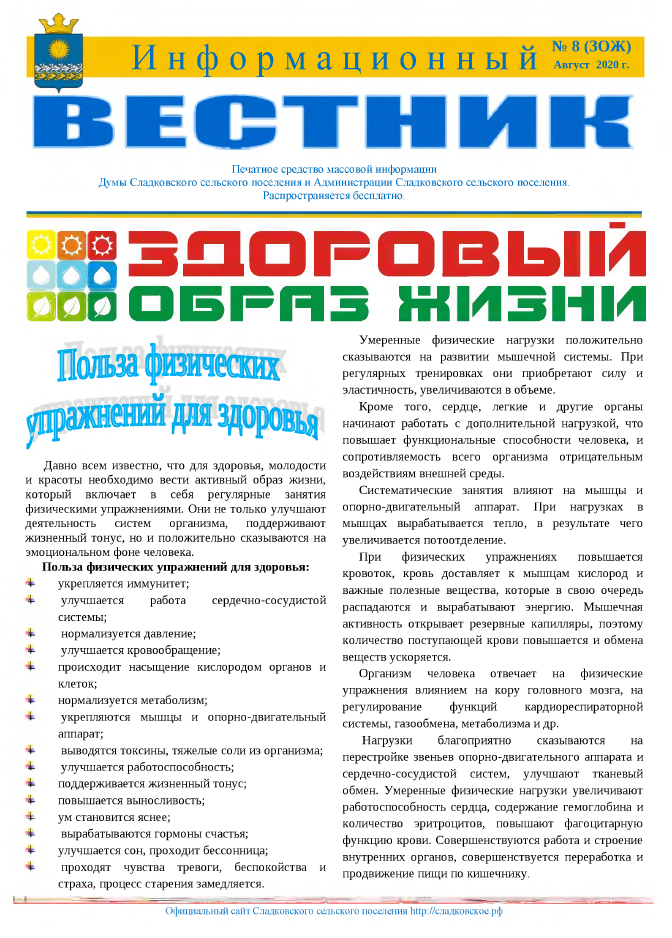 Информационный
№ 8 (ЗОЖ)
Август 2020 г.
ВЕСТНИК
Печатное средство массовой информации
Думы Сладковского сельского поселения и Администрации Сладковского сельского поселения.
Распространяется бесплатно.
ЗДОРОВЫЙ
ОБРАЗ ЖИЗНИ
Польза физических
упражнений для здоровья
Давно всем известно, что для здоровья, молодости
и красоты необходимо вести активный образ жизни,
который включает в себя регулярные занятия
физическими упражнениями. Они не только улучшают
деятельность систем организма, поддерживают
жизненный тонус, но и положительно сказываются на
эмоциональном фоне человека.
Польза физических упражнений для здоровья:
укрепляется иммунитет;
улучшается работа сердечно-сосудистой
системы;
нормализуется давление;
улучшается кровообращение;
происходит насыщение кислородом органов и
клеток;
нормализуется метаболизм;
укрепляются мышцы и опорно-двигательный
аппарат;
выводятся токсины, тяжелые соли из организма;
улучшается работоспособность;
поддерживается жизненный тонус;
повышается выносливость;
ум становится яснее;
вырабатываются гормоны счастья;
улучшается сон, проходит бессонница;
проходят чувства тревоги, беспокойства и
страха, процесс старения замедляется.
Умеренные физические нагрузки положительно
сказываются на развитии мышечной системы. При
регулярных тренировках они приобретают силу и
эластичность, увеличиваются в объеме.
Кроме того, сердце, легкие и другие органы
начинают работать с дополнительной нагрузкой, что
повышает функциональные способности человека, и
сопротивляемость всего организма отрицательным
воздействиям внешней среды.
Систематические занятия влияют на мышцы и
опорно-двигательный аппарат. При нагрузках в
мышцах вырабатывается тепло, в результате чего
увеличивается потоотделение.
При физических упражнениях повышается
кровоток, кровь доставляет к мышцам кислород и
важные полезные вещества, которые в свою очередь
распадаются и вырабатывают энергию. Мышечная
активность открывает резервные капилляры, поэтому
количество поступающей крови повышается и обмена
веществ ускоряется.
Организм человека отвечает на физические
упражнения влиянием на кору головного мозга, на
регулирование функций кардиореспираторной
системы, газообмена, метаболизма и др.
Нагрузки благоприятно сказываются на
перестройке звеньев опорно-двигательного аппарата и
сердечно-сосудистой систем, улучшают тканевый
обмен. Умеренные физические нагрузки увеличивают
работоспособность сердца, содержание гемоглобина и
количество эритроцитов, повышают фагоцитарную
функцию крови. Совершенствуются работа и строение
внутренних органов, совершенствуется переработка и
продвижение пищи по кишечнику.
Официальный сайт Сладковского сельского поселения http://сладковское.рф